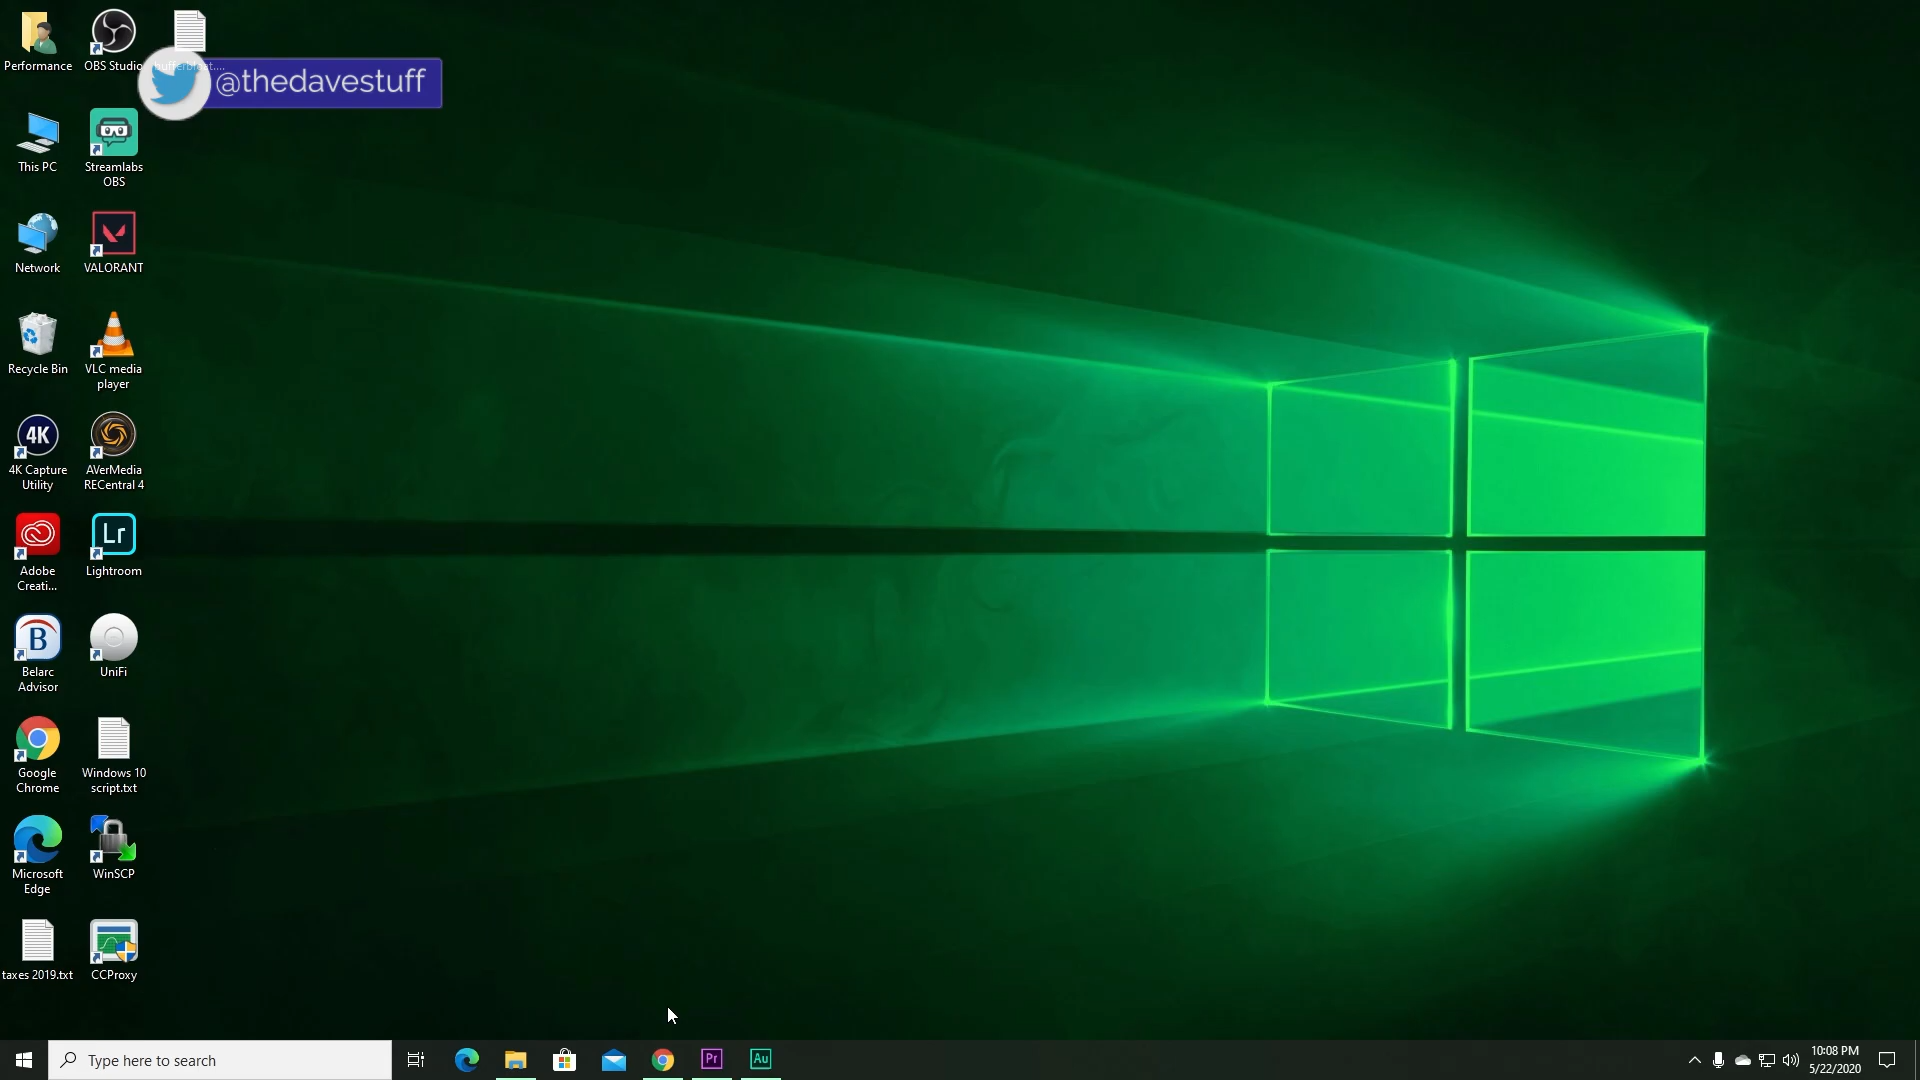 Performance
OBS Studio
@thedavestuff
This PC
Streamlabs
OBS
Network
VALORANT
Recycle Bin
VLC media
player
4K
4K Capture
Utility
AVerMedia
RECentral 4
Adobe
Creati...
Lr
Lightroom
B
Belarc
Advisor
UniFi
Google
Chrome
Windows 10
script.txt
Microsoft
Edge
WinSCP
taxes 2019.txt
CCProxy
Type here to search
Pr
Au
10:08 PM
5/22/2020